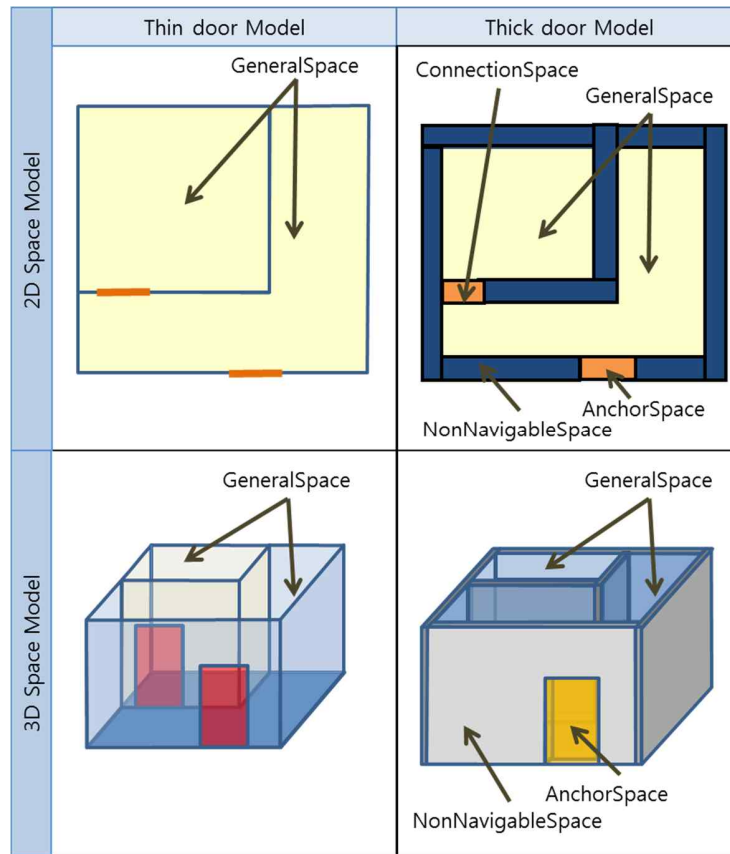 Thin door Model
Thick door Model
2D Space Model
GeneralSpace
ConnectionSpace
GeneralSpace
AnchorSpace
NonNavigableSpace
3D Space Model
GeneralSpace
GeneralSpace
AnchorSpace
NonNavigableSpace